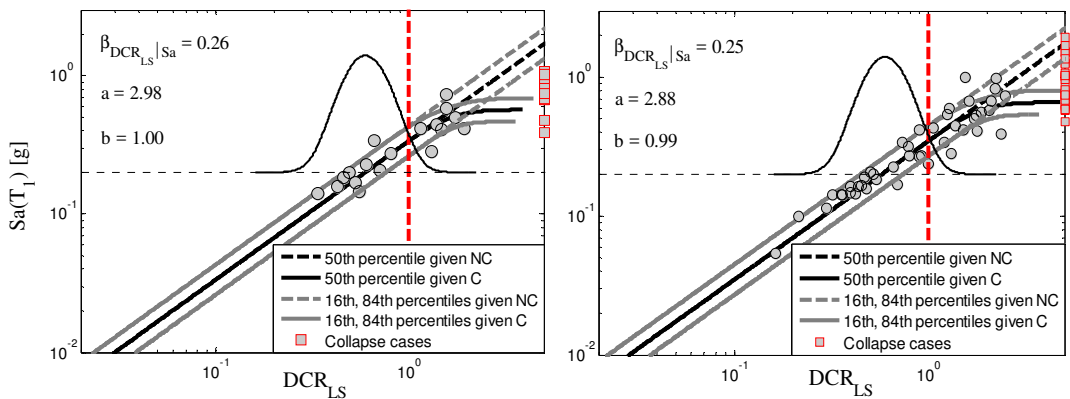 β_DCR_LS|Sa = 0.26
a = 2.98
b = 1.00
Sa(T_1) [g]
10^0
10^-1
10^-2
50th percentile given NC
50th percentile given C
16th, 84th percentiles given NC
16th, 84th percentiles given C
Collapse cases
10^-1
10^0
DCR_LS
β_DCR_LS|Sa = 0.25
a = 2.88
b = 0.99
10^0
10^-1
10^-2
50th percentile given NC
50th percentile given C
16th, 84th percentiles given NC
16th, 84th percentiles given C
Collapse cases
10^-1
10^0
DCR_LS